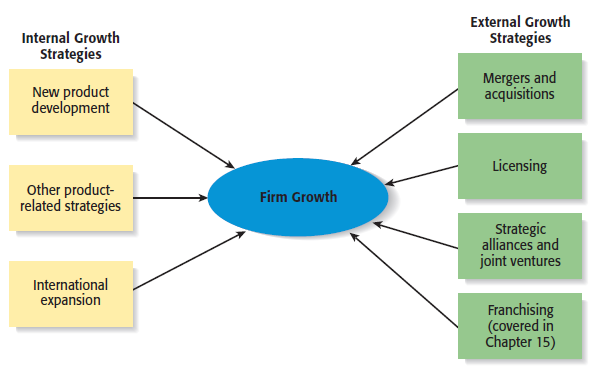 Internal Growth
Strategies
New product
development
Other product-
related strategies
International
expansion
Firm Growth
External Growth
Strategies
Mergers and
acquisitions
Licensing
Strategic
alliances and
joint ventures
Franchising
(covered in
Chapter 15)